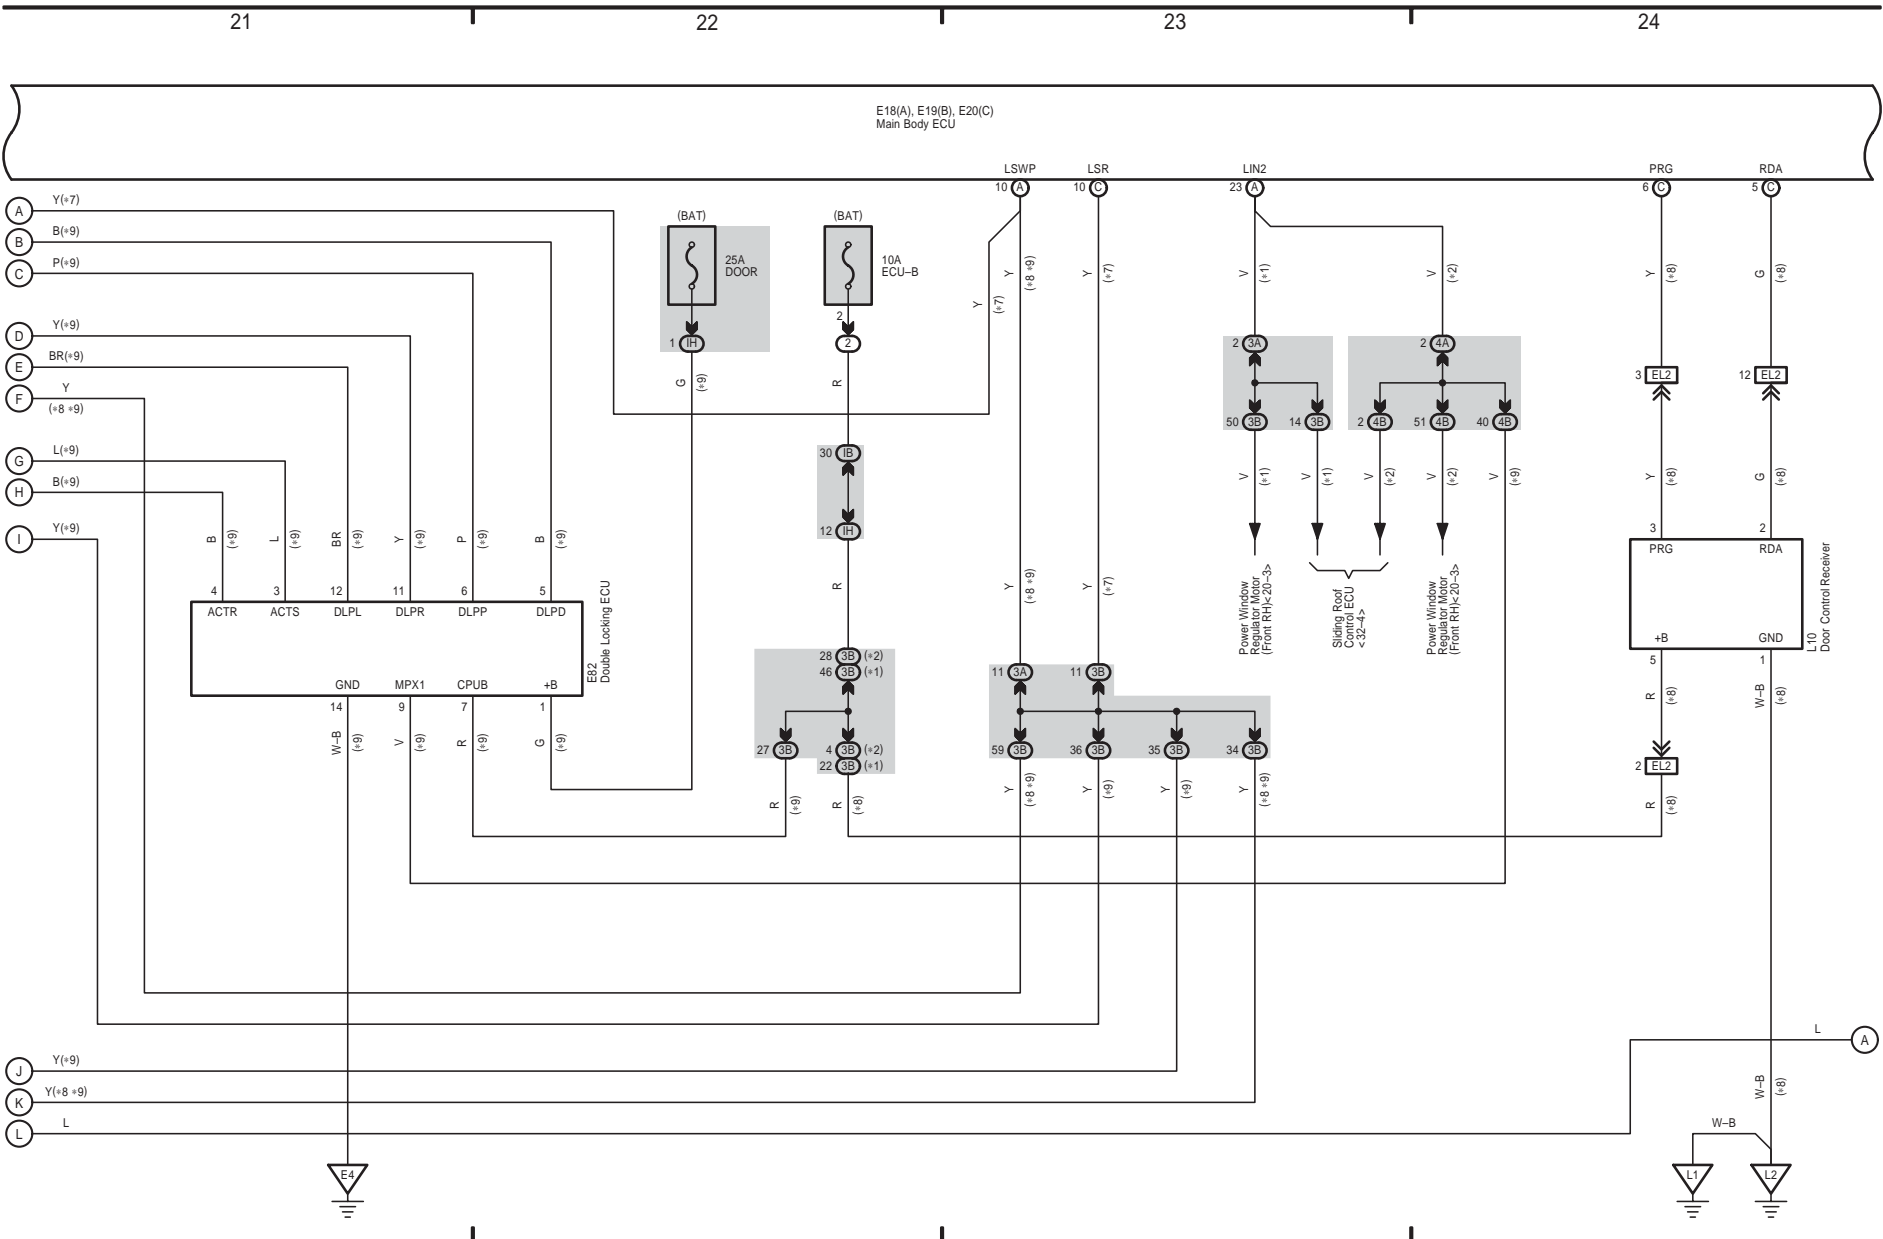 21
22
23
24
E18(A), E19(B), E20(C)
Main Body ECU
LSWP
LSR
LIN2
PRG
RDA
10 A
10 C
23 A
6 C
5 C
A
Y(*7)
B
B(*9)
C
P(*9)
D
Y(*9)
E
BR(*9)
F
Y
(*8 *9)
G
L(*9)
H
B(*9)
I
Y(*9)
(BAT)
25A
DOOR
1 IH
G
(*9)
(BAT)
10A
ECU–B
2
2
R
30 IB
12 IH
R
28 3B (*2)
46 3B (*1)
27 3B
4 3B (*2)
22 3B (*1)
R
(*9)
R
(*8)
Y
(*7)
Y
(*8 *9)
Y
(*7)
Y
(*8 *9)
Y
(*7)
11 3A
11 3B
59 3B
36 3B
35 3B
34 3B
Y
(*8 *9)
Y
(*9)
Y
(*9)
Y
(*8 *9)
V
(*1)
V
(*2)
2 3A
2 4A
50 3B
14 3B
2 4B
51 4B
40 4B
V
(*1)
V
(*1)
V
(*2)
V
(*2)
V
(*9)
Power Window
Regulator Motor
(Front RH)<20–3>
Sliding Roof
Control ECU
<32–4>
Power Window
Regulator Motor
(Front RH)<20–3>
Y
(*8)
G
(*8)
3 EL2
12 EL2
Y
(*8)
G
(*8)
3
2
PRG
RDA
+B
GND
5
1
L10
Door Control Receiver
R
(*8)
W–B
(*8)
2 EL2
R
(*8)
B
(*9)
L
(*9)
BR
(*9)
Y
(*9)
P
(*9)
B
(*9)
4
3
12
11
6
5
ACTR
ACTS
DLPL
DLPR
DLPP
DLPD
E82
Double Locking ECU
GND
MPX1
CPUB
+B
14
9
7
1
W–B
(*9)
V
(*9)
R
(*9)
G
(*9)
J
Y(*9)
K
Y(*8 *9)
L
L
L
A
W–B
(*8)
W–B
E4
L1
L2